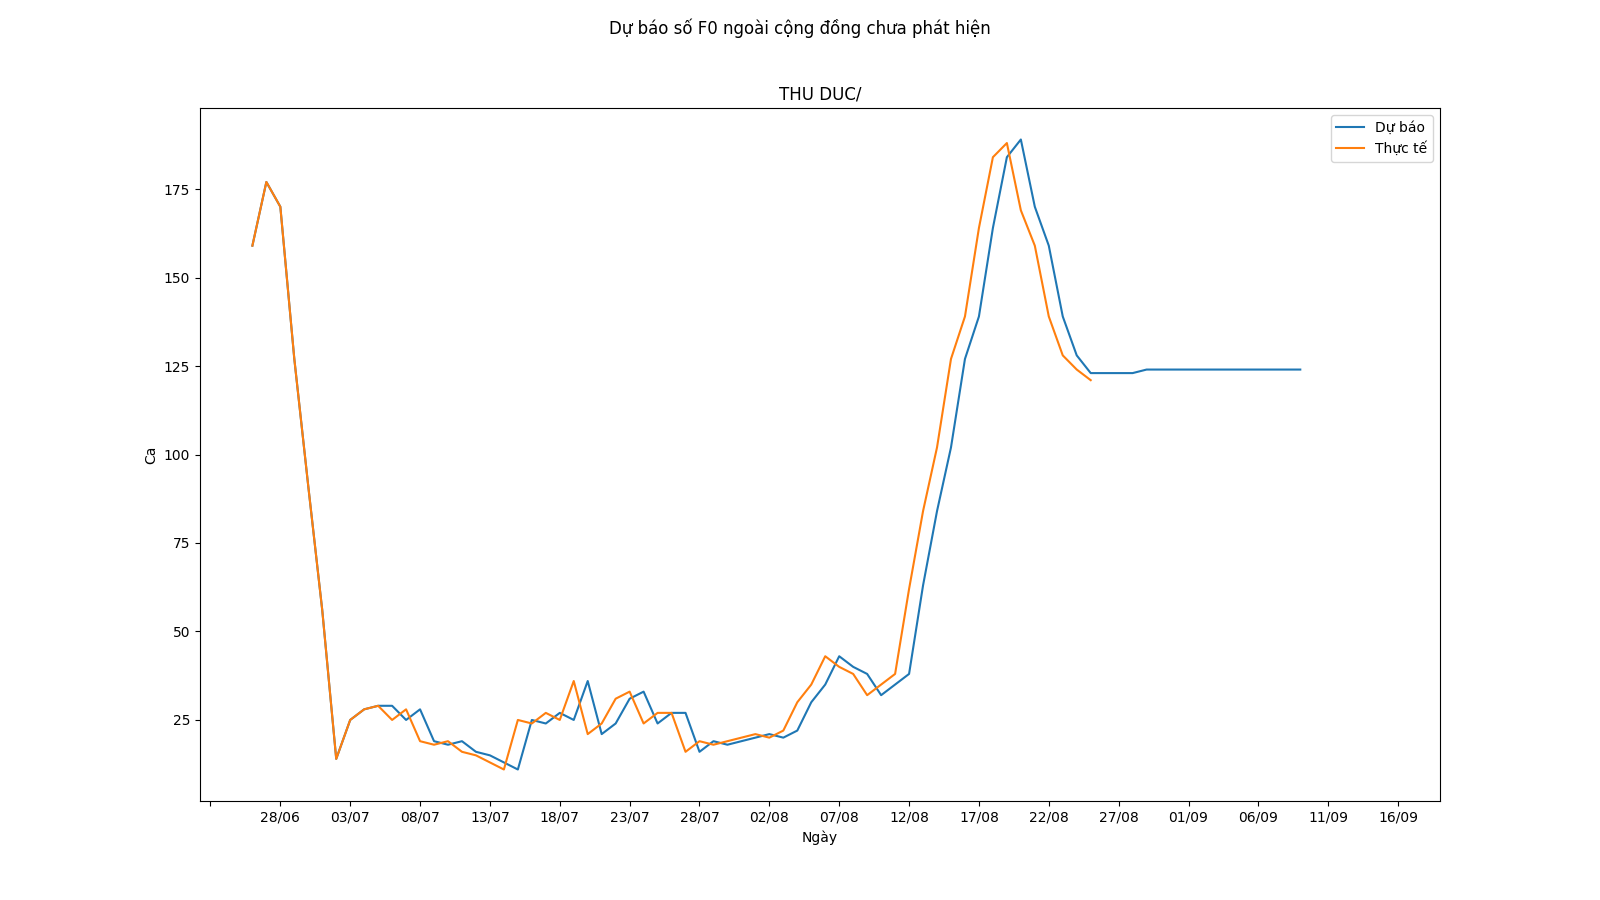 Dự báo số F0 ngoài cộng đồng chưa phát hiện
THU DUC/
Dự báo
Thực tế
175
150
125
100
75
50
25
Ca
28/06 03/07 08/07 13/07 18/07 23/07 28/07 02/08 07/08 12/08 17/08 22/08 27/08 01/09 06/09 11/09 16/09
Ngày